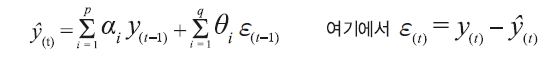 ŷ(t) = Σ_{i=1}^{p} α_i y_(t−1) + Σ_{i=1}^{q} θ_i ε_(t−1) 여기에서 ε_(t) = y_(t) − ŷ_(t)